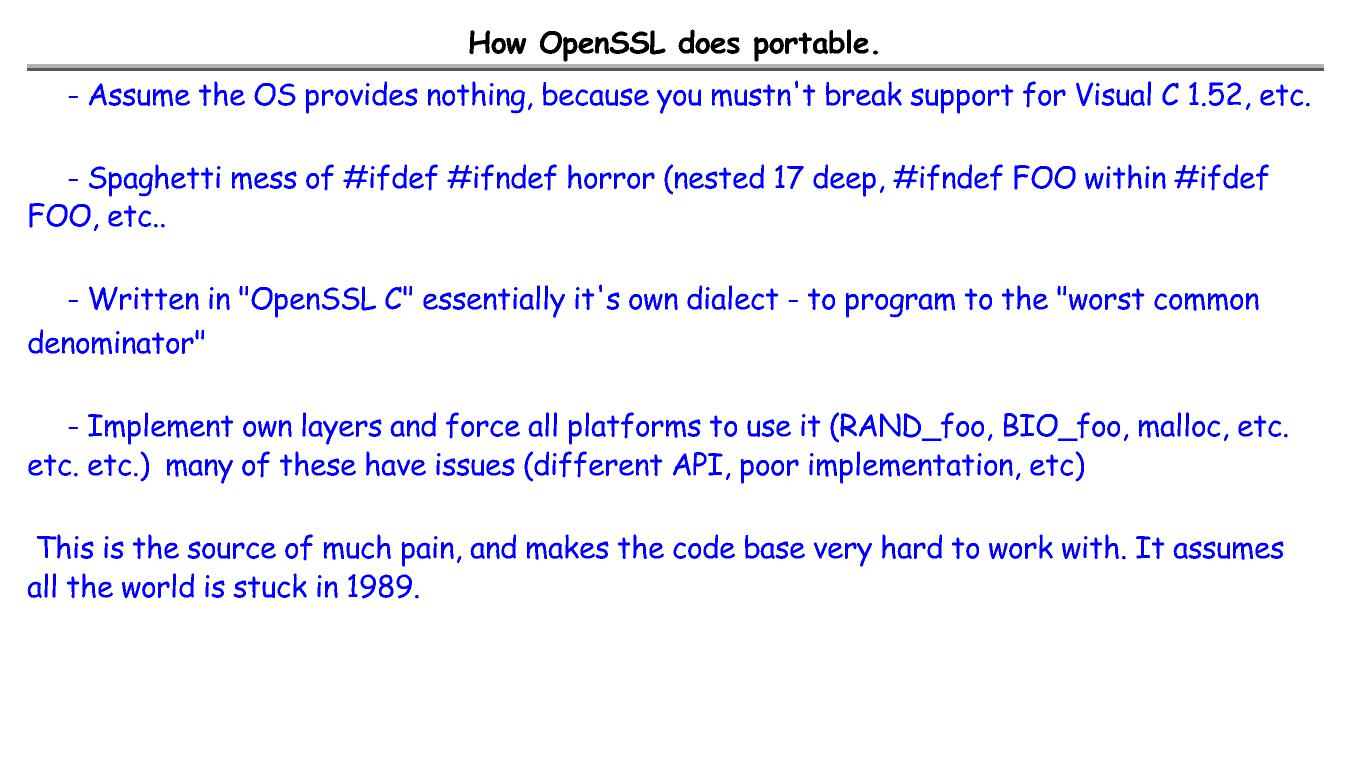 How OpenSSL does portable.
- Assume the OS provides nothing, because you mustn't break support for Visual C 1.52, etc.
- Spaghetti mess of #ifdef #ifndef horror (nested 17 deep, #ifndef FOO within #ifdef
FOO, etc..
- Written in "OpenSSL C" essentially it's own dialect - to program to the "worst common
denominator"
- Implement own layers and force all platforms to use it (RAND_foo, BIO_foo, malloc, etc.
etc. etc.)  many of these have issues (different API, poor implementation, etc)
This is the source of much pain, and makes the code base very hard to work with. It assumes
all the world is stuck in 1989.